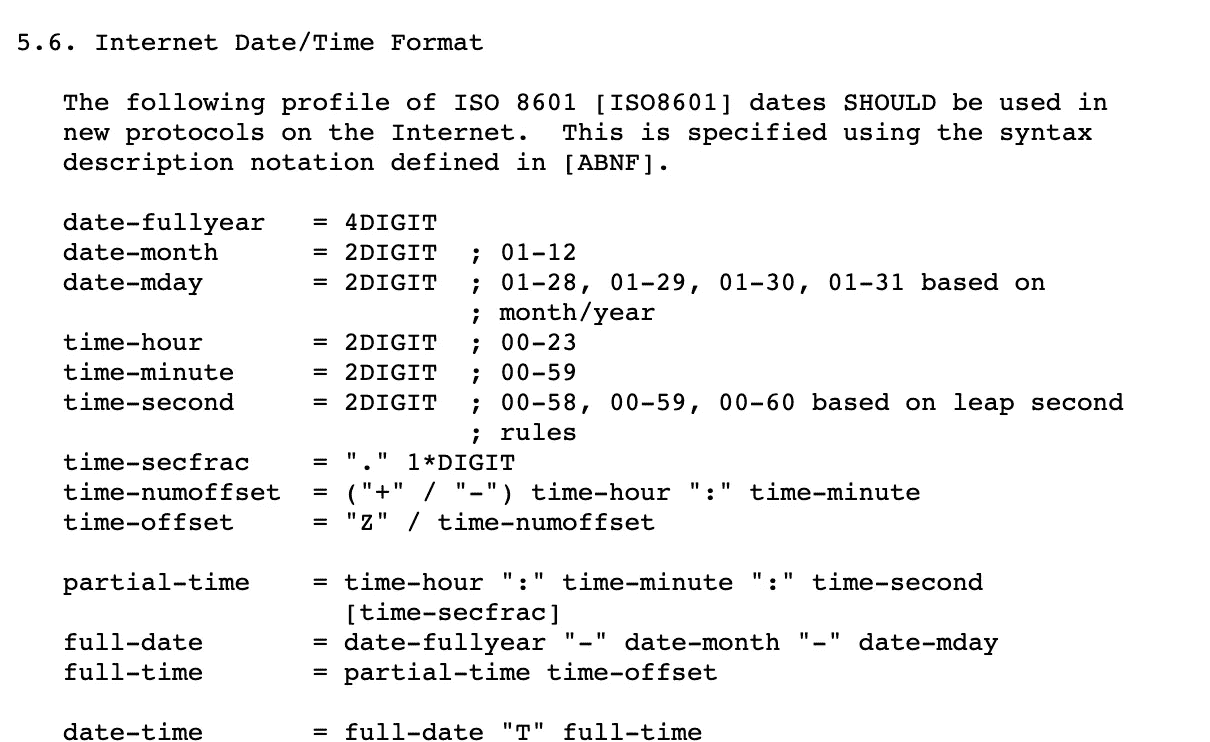 5.6. Internet Date/Time Format
The following profile of ISO 8601 [ISO8601] dates SHOULD be used in
new protocols on the Internet.  This is specified using the syntax
description notation defined in [ABNF].
date-fullyear   = 4DIGIT
date-month      = 2DIGIT  ; 01-12
date-mday       = 2DIGIT  ; 01-28, 01-29, 01-30, 01-31 based on
                          ; month/year
time-hour       = 2DIGIT  ; 00-23
time-minute     = 2DIGIT  ; 00-59
time-second     = 2DIGIT  ; 00-58, 00-59, 00-60 based on leap second
                          ; rules
time-secfrac    = "." 1*DIGIT
time-numoffset  = ("+" / "-") time-hour ":" time-minute
time-offset     = "Z" / time-numoffset
partial-time    = time-hour ":" time-minute ":" time-second
                  [time-secfrac]
full-date       = date-fullyear "-" date-month "-" date-mday
full-time       = partial-time time-offset
date-time       = full-date "T" full-time